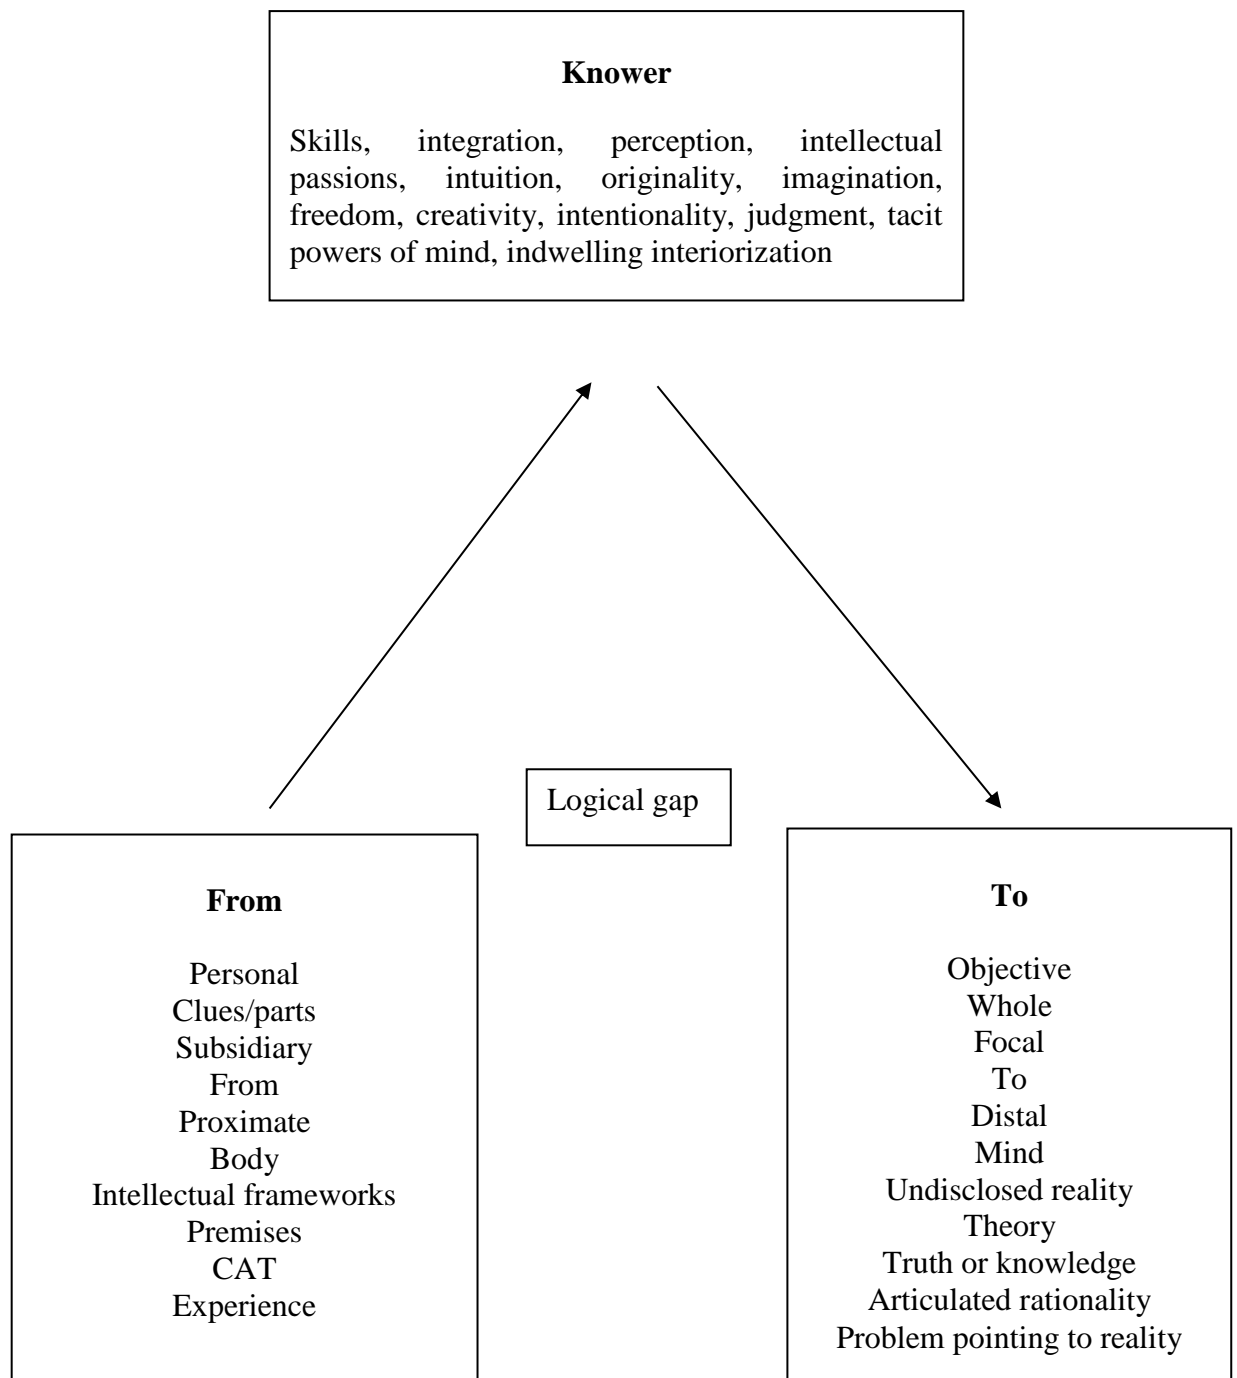 Knower
Skills, integration, perception, intellectual
passions, intuition, originality, imagination,
freedom, creativity, intentionality, judgment, tacit
powers of mind, indwelling interiorization
Logical gap
From
Personal
Clues/parts
Subsidiary
From
Proximate
Body
Intellectual frameworks
Premises
CAT
Experience
To
Objective
Whole
Focal
To
Distal
Mind
Undisclosed reality
Theory
Truth or knowledge
Articulated rationality
Problem pointing to reality